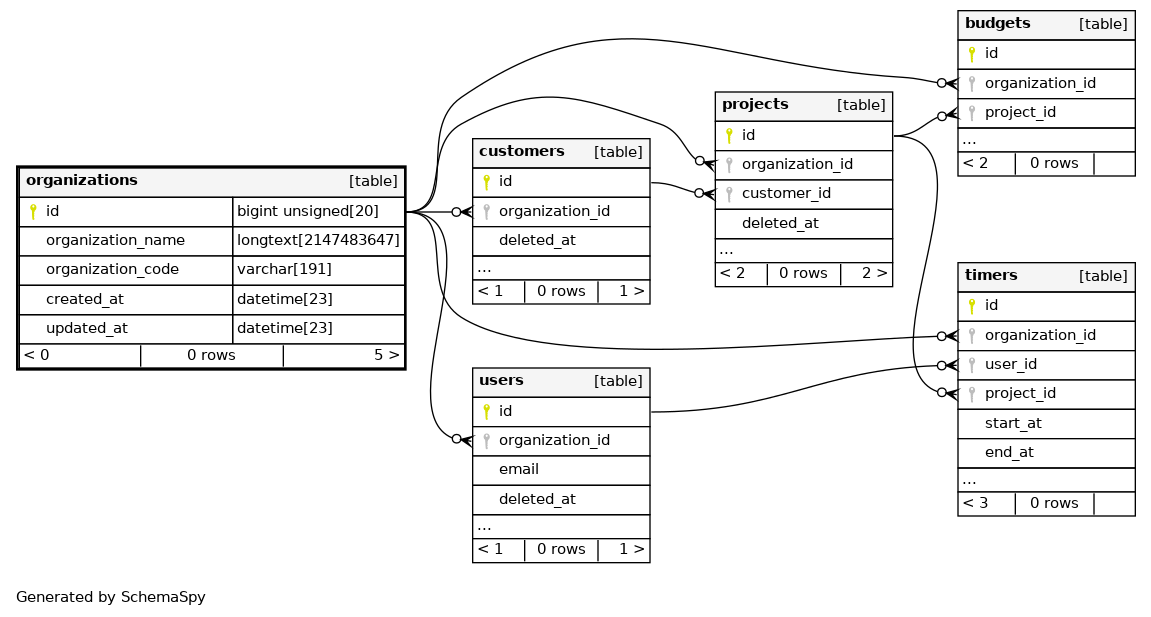 budgets [table]
id
organization_id
project_id
...
< 2 0 rows
projects [table]
id
organization_id
customer_id
deleted_at
...
< 2 0 rows 2 >
customers [table]
id
organization_id
deleted_at
...
< 1 0 rows 1 >
organizations [table]
id bigint unsigned[20]
organization_name longtext[2147483647]
organization_code varchar[191]
created_at datetime[23]
updated_at datetime[23]
< 0 0 rows 5 >
timers [table]
id
organization_id
user_id
project_id
start_at
end_at
...
< 3 0 rows
users [table]
id
organization_id
email
deleted_at
...
< 1 0 rows 1 >
Generated by SchemaSpy